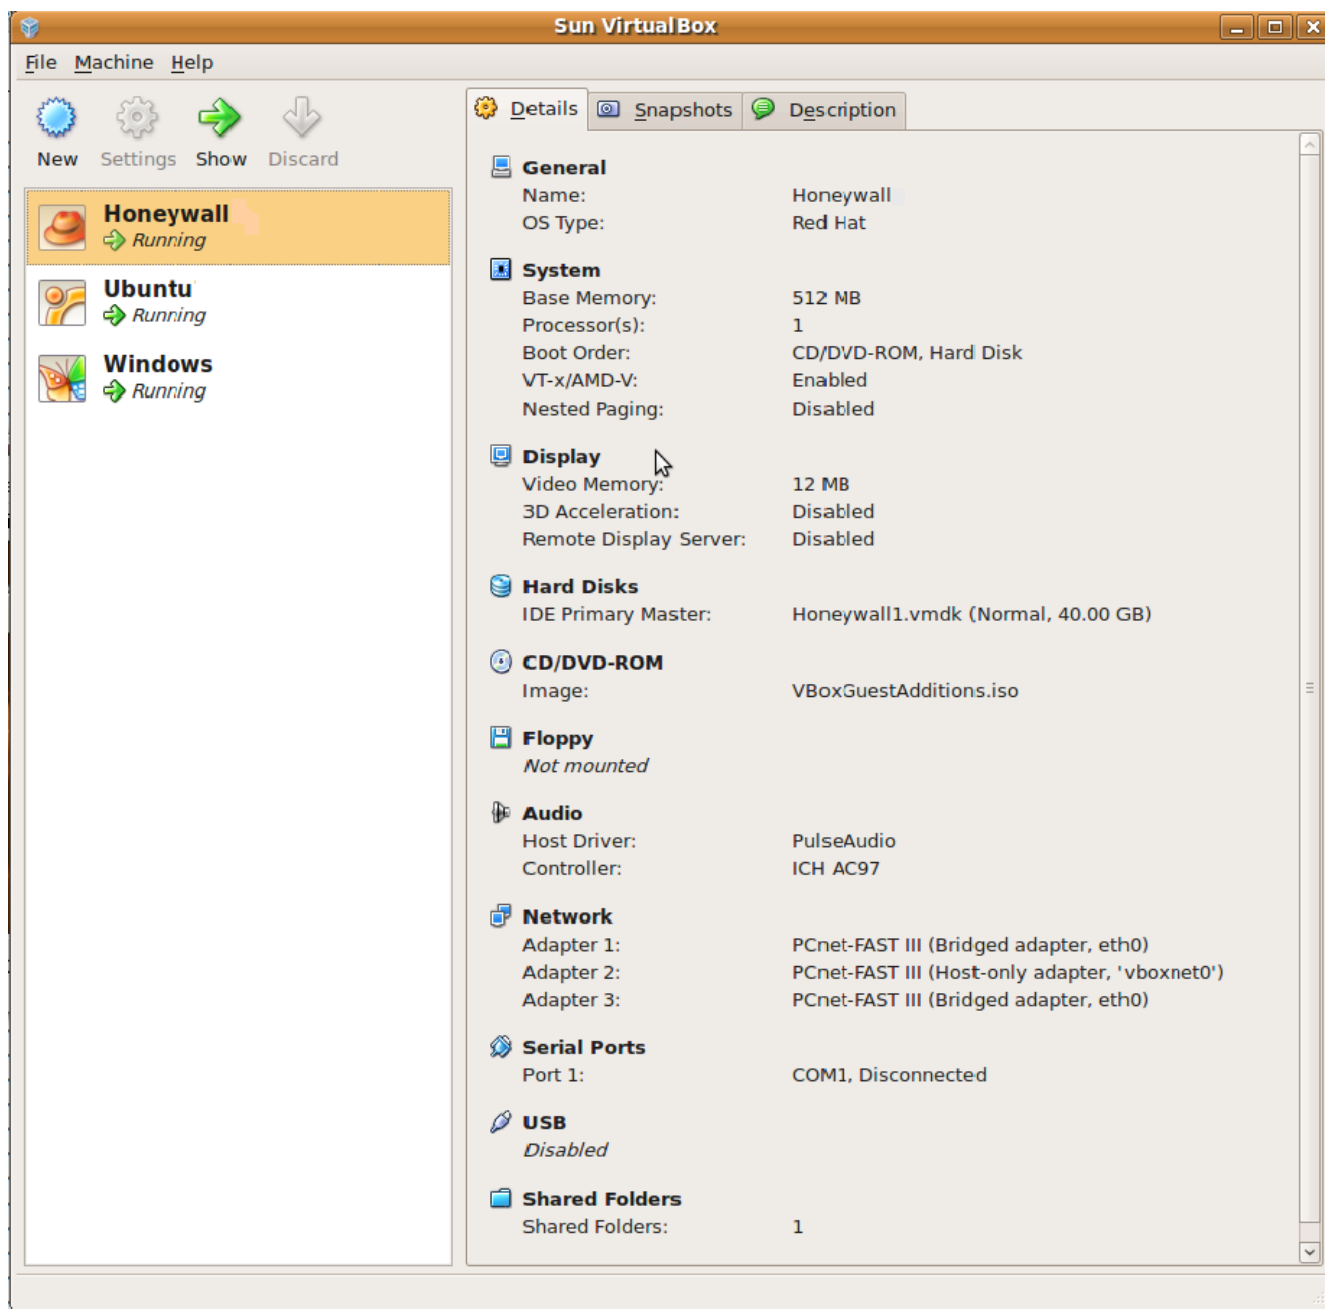 Sun VirtualBox
File Machine Help
New Settings Show Discard
Honeywall
Running
Ubuntu
Running
Windows
Running
Details Snapshots Description
General
Name: Honeywall
OS Type: Red Hat
System
Base Memory: 512 MB
Processor(s): 1
Boot Order: CD/DVD-ROM, Hard Disk
VT-x/AMD-V: Enabled
Nested Paging: Disabled
Display
Video Memory: 12 MB
3D Acceleration: Disabled
Remote Display Server: Disabled
Hard Disks
IDE Primary Master: Honeywall1.vmdk (Normal, 40.00 GB)
CD/DVD-ROM
Image: VBoxGuestAdditions.iso
Floppy
Not mounted
Audio
Host Driver: PulseAudio
Controller: ICH AC97
Network
Adapter 1: PCnet-FAST III (Bridged adapter, eth0)
Adapter 2: PCnet-FAST III (Host-only adapter, 'vboxnet0')
Adapter 3: PCnet-FAST III (Bridged adapter, eth0)
Serial Ports
Port 1: COM1, Disconnected
USB
Disabled
Shared Folders
Shared Folders: 1